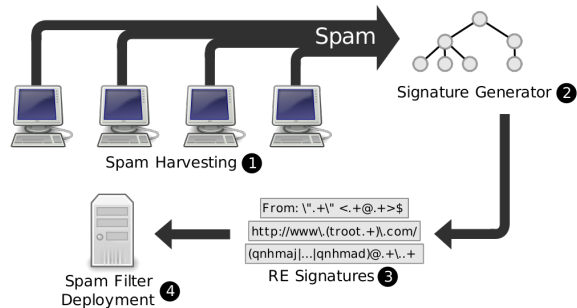 Spam
Signature Generator 2
Spam Harvesting 1
From: \".+\" <.+@.+>$
http://www\.(troot.+)\.com/
(qnhmaj|...|qnhmad)@.+\..+
RE Signatures 3
Spam Filter
Deployment 4